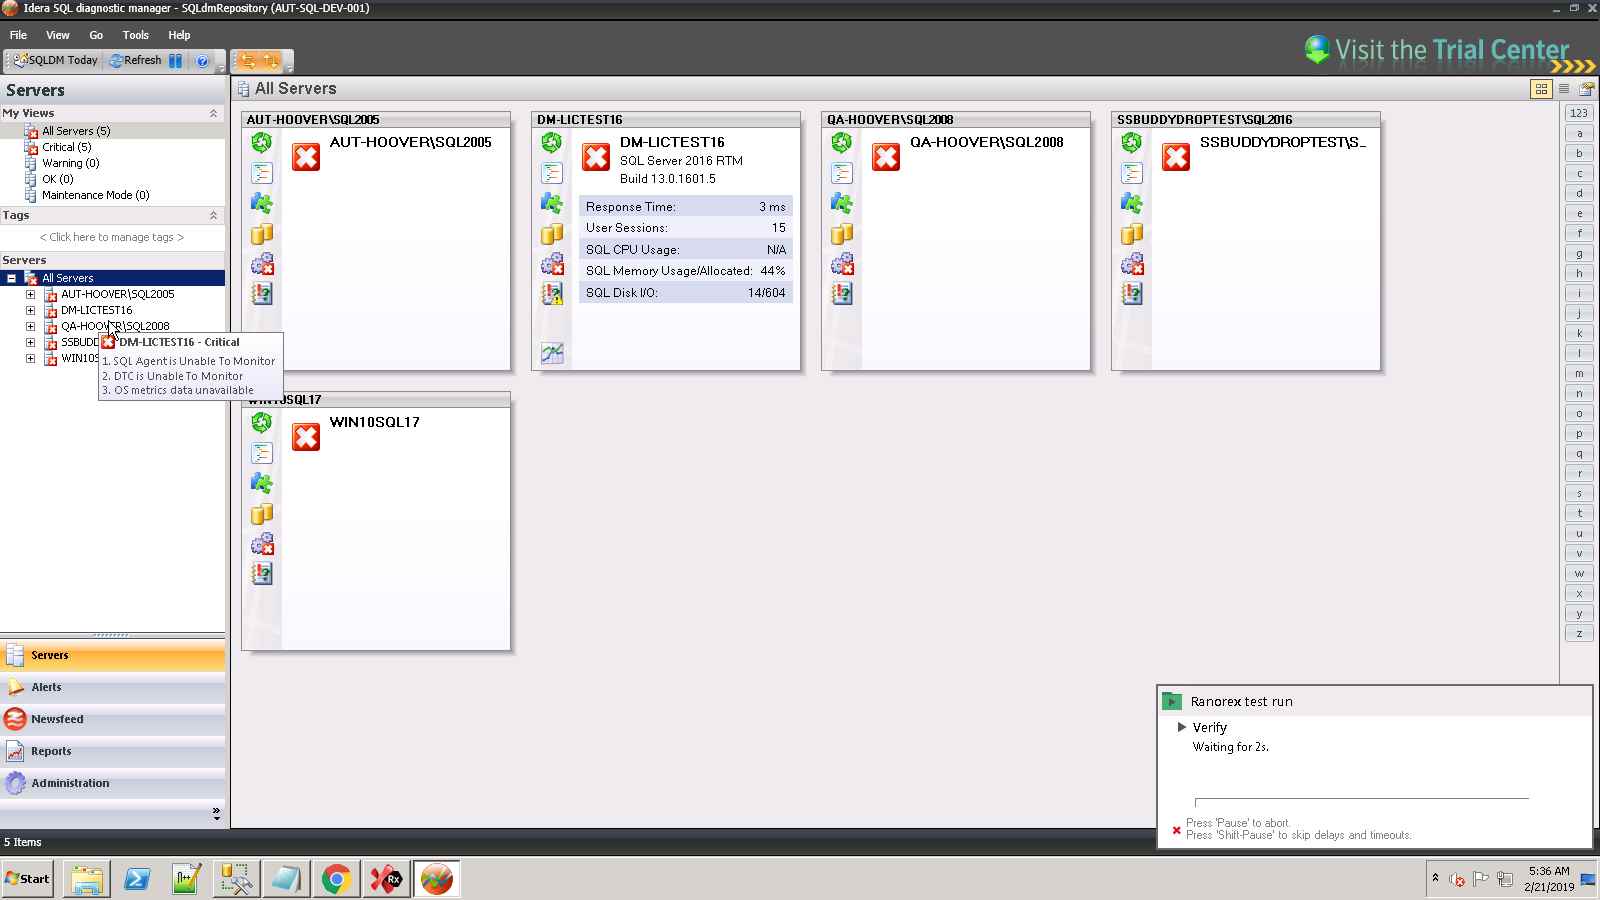 Idera SQL diagnostic manager - SQLdmRepository (AUT-SQL-DEV-001)
File View Go Tools Help
SQLDM Today Refresh
Visit the Trial Center
Servers
My Views
All Servers (5)
Critical (5)
Warning (0)
OK (0)
Maintenance Mode (0)
Tags
< Click here to manage tags >
Servers
All Servers
AUT-HOOVER\SQL2005
DM-LICTEST16
QA-HOOVER\SQL2008
SSBUDD
WIN10S
DM-LICTEST16 - Critical
1. SQL Agent is Unable To Monitor
2. DTC is Unable To Monitor
3. OS metrics data unavailable
Servers
Alerts
Newsfeed
Reports
Administration
All Servers
AUT-HOOVER\SQL2005
AUT-HOOVER\SQL2005
DM-LICTEST16
DM-LICTEST16
SQL Server 2016 RTM
Build 13.0.1601.5
Response Time: 3 ms
User Sessions: 15
SQL CPU Usage: N/A
SQL Memory Usage/Allocated: 44%
SQL Disk I/O: 14/604
QA-HOOVER\SQL2008
QA-HOOVER\SQL2008
SSBUDDYDROPTEST\SQL2016
SSBUDDYDROPTEST\S...
WIN10SQL17
WIN10SQL17
123
a
b
c
d
e
f
g
h
i
j
k
l
m
n
o
p
q
r
s
t
u
v
w
x
y
z
Ranorex test run
Verify
Waiting for 2s.
Press 'Pause' to abort.
Press 'Shift-Pause' to skip delays and timeouts.
5 Items
Start
n++
Rx
5:36 AM
2/21/2019